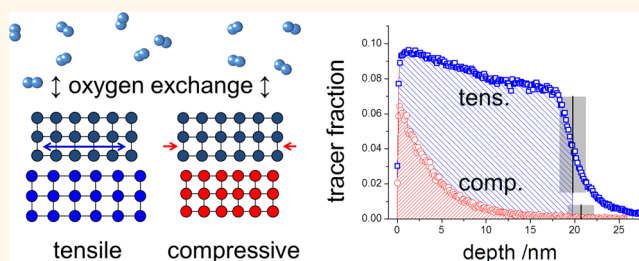 ↕ oxygen exchange ↕
tensile
compressive
tracer fraction
0.10
0.08
0.06
0.04
0.02
0.00
tens.
comp.
0 5 10 15 20 25
depth /nm